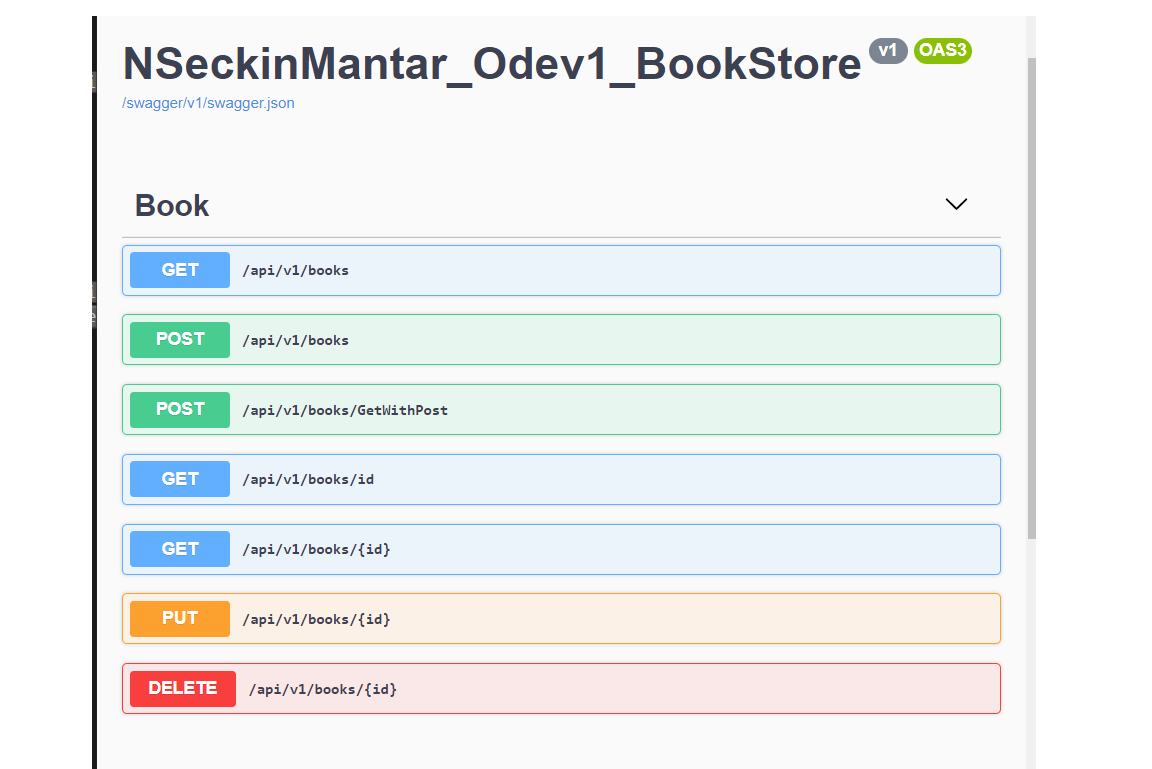 NSeckinMantar_Odev1_BookStore v1 OAS3
/swagger/v1/swagger.json
Book
GET /api/v1/books
POST /api/v1/books
POST /api/v1/books/GetWithPost
GET /api/v1/books/id
GET /api/v1/books/{id}
PUT /api/v1/books/{id}
DELETE /api/v1/books/{id}